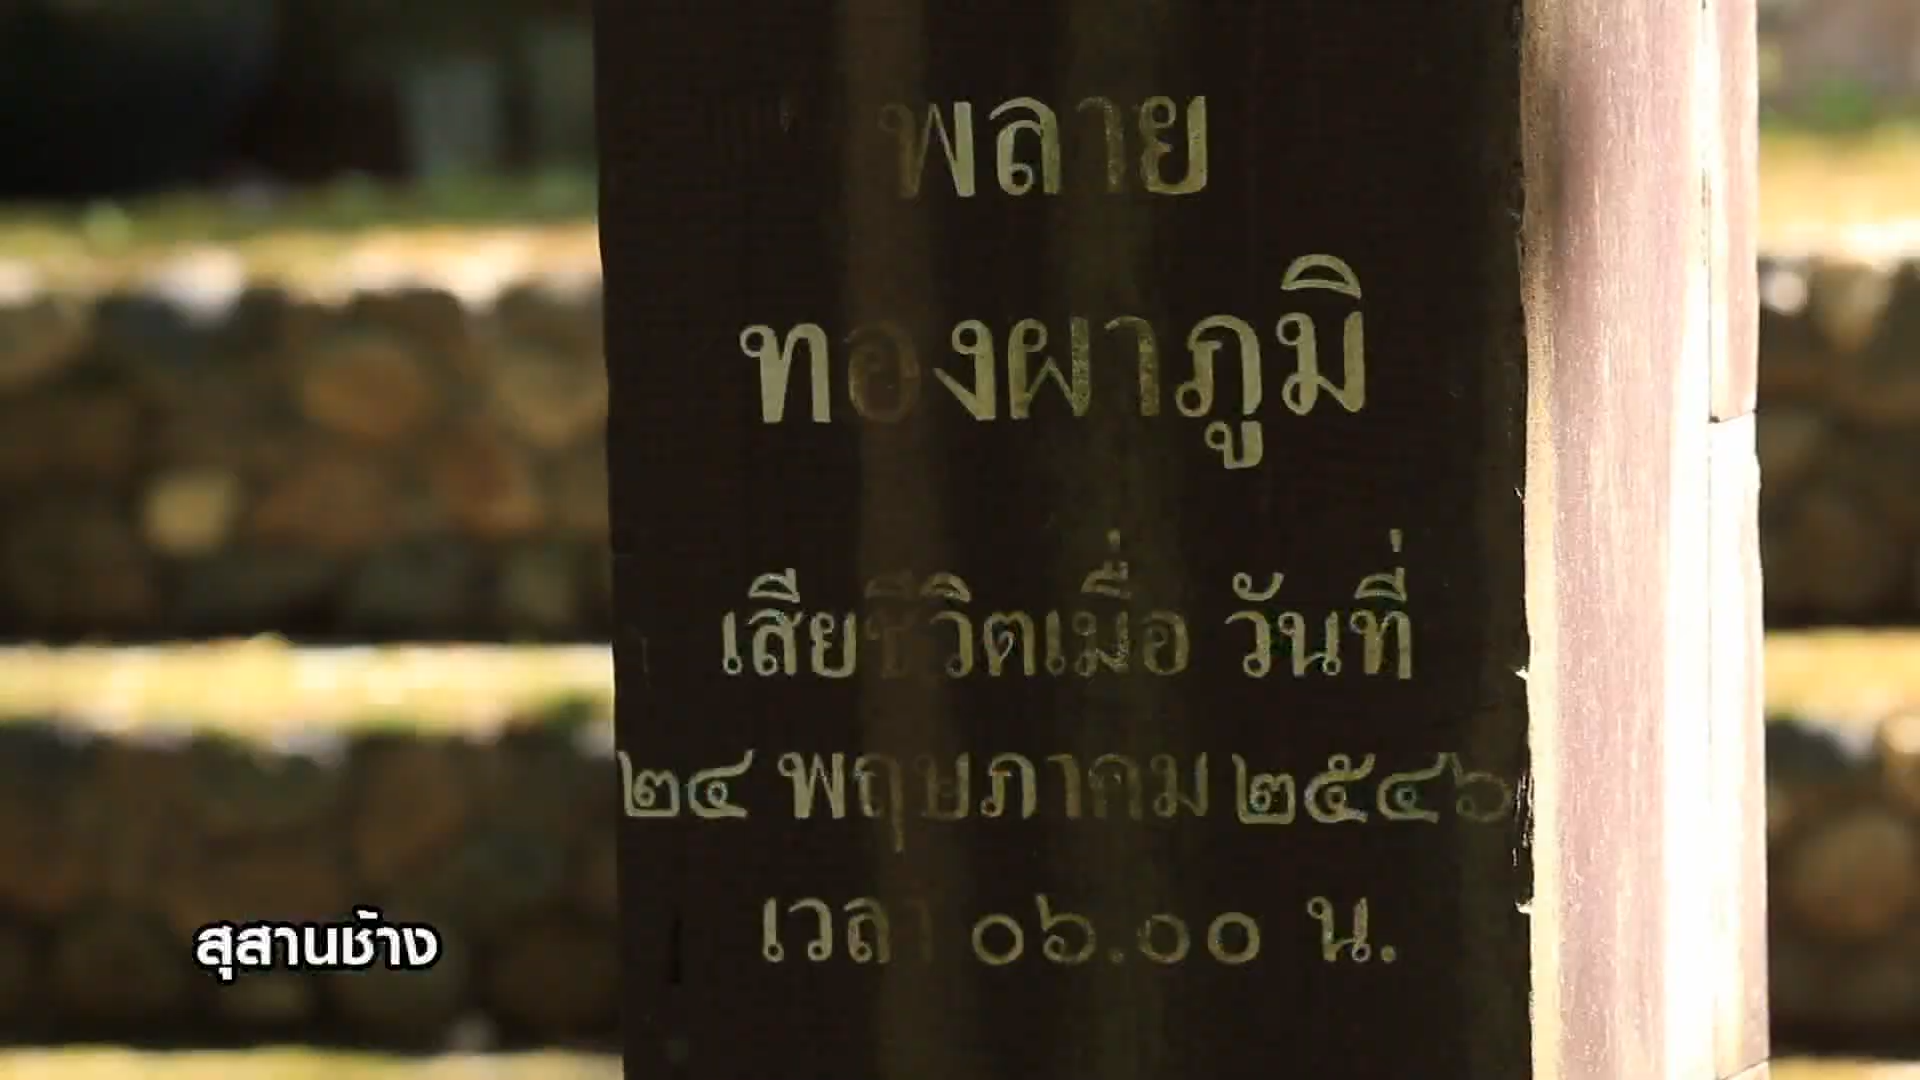 พลาย
ทองผาภูมิ
เสียชีวิตเมื่อ วันที่
๒๔ พฤษภาคม ๒๕๔๖
เวลา ๐๖.๐๐ น.
สุสานช้าง